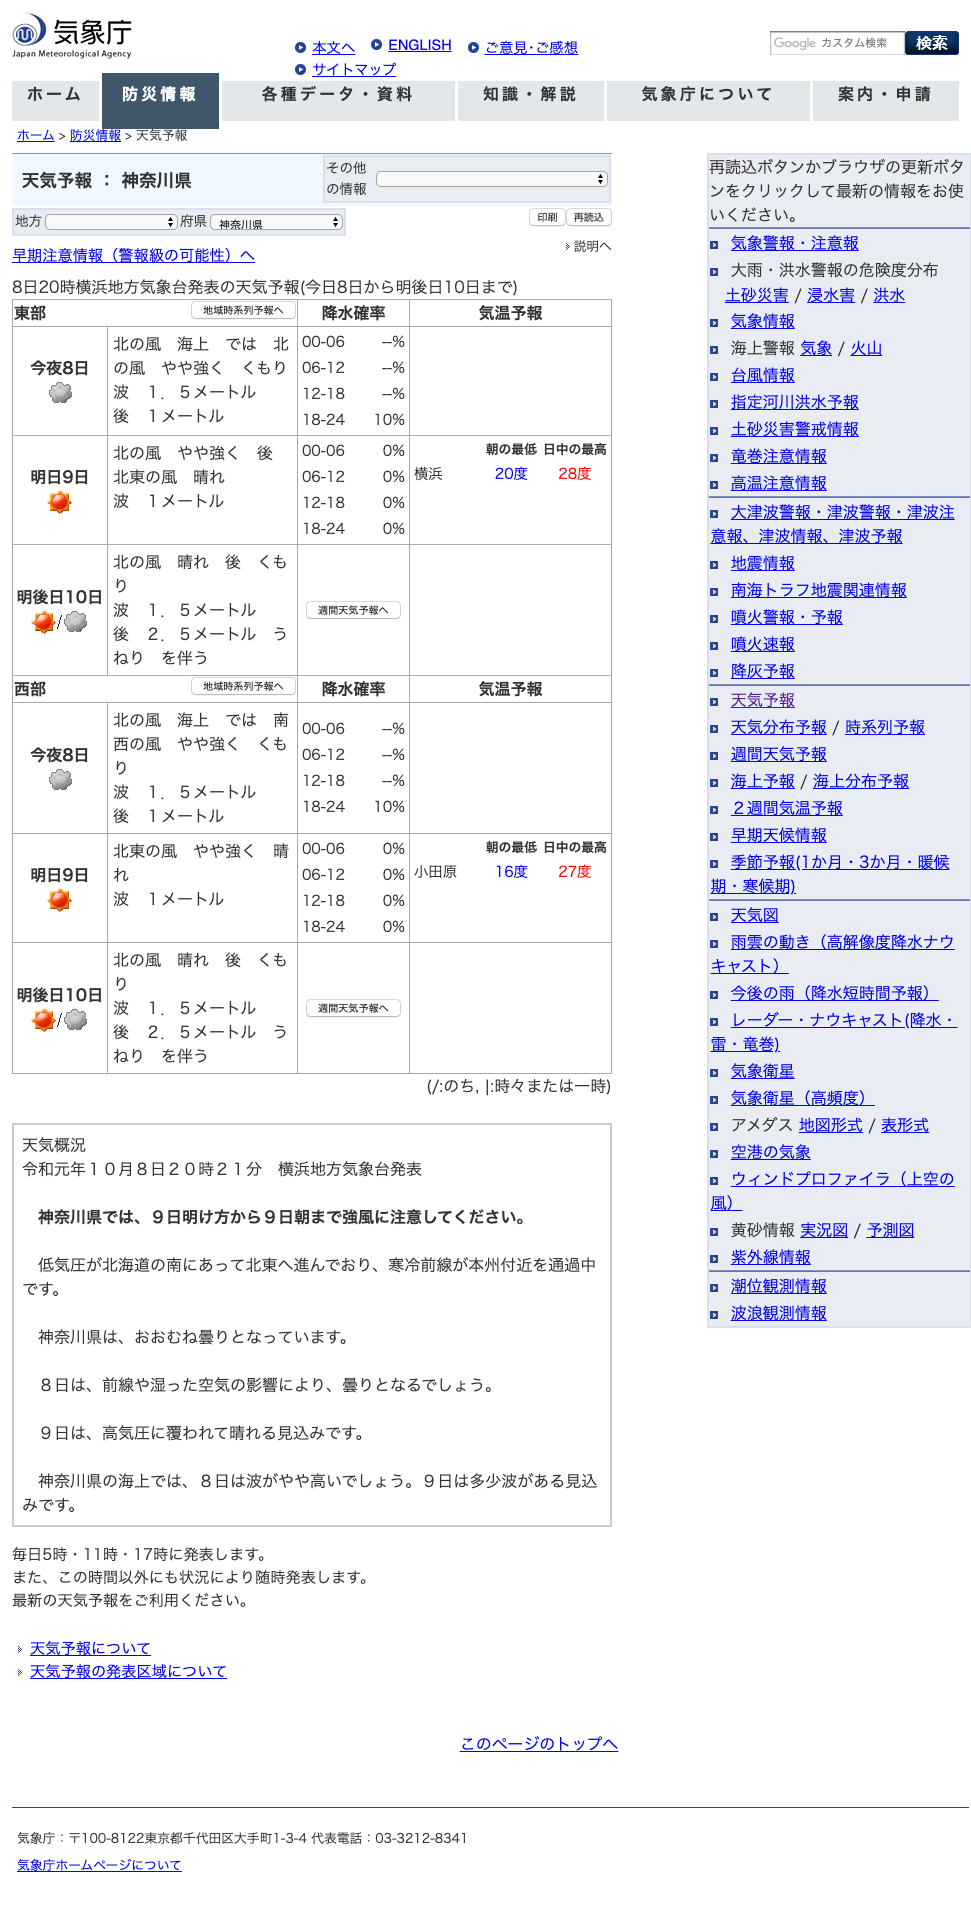 気象庁
Japan Meteorological Agency
本文へ ENGLISH ご意見・ご感想
サイトマップ
Google カスタム検索 検索
ホーム 防災情報 各種データ・資料 知識・解説 気象庁について 案内・申請
ホーム > 防災情報 > 天気予報
天気予報 : 神奈川県
その他
の情報
地方 府県 神奈川県
印刷 再読込
早期注意情報（警報級の可能性）へ
説明へ
8日20時横浜地方気象台発表の天気予報(今日8日から明後日10日まで)
東部 地域時系列予報へ 降水確率 気温予報
今夜8日
北の風　海上　では　北
の風　やや強く　くもり
波　１．５メートル
後　１メートル
00-06 --%
06-12 --%
12-18 --%
18-24 10%
明日9日
北の風　やや強く　後
北東の風　晴れ
波　１メートル
00-06 0%
06-12 0%
12-18 0%
18-24 0%
朝の最低 日中の最高
横浜 20度 28度
明後日10日
/
北の風　晴れ　後　くも
り
波　１．５メートル
後　２．５メートル　う
ねり　を伴う
週間天気予報へ
西部 地域時系列予報へ 降水確率 気温予報
今夜8日
北の風　海上　では　南
西の風　やや強く　くも
り
波　１．５メートル
後　１メートル
00-06 --%
06-12 --%
12-18 --%
18-24 10%
明日9日
北東の風　やや強く　晴
れ
波　１メートル
00-06 0%
06-12 0%
12-18 0%
18-24 0%
朝の最低 日中の最高
小田原 16度 27度
明後日10日
/
北の風　晴れ　後　くも
り
波　１．５メートル
後　２．５メートル　う
ねり　を伴う
週間天気予報へ
(/:のち, |:時々または一時)
天気概況
令和元年１０月８日２０時２１分　横浜地方気象台発表
神奈川県では、９日明け方から９日朝まで強風に注意してください。
低気圧が北海道の南にあって北東へ進んでおり、寒冷前線が本州付近を通過中
です。
神奈川県は、おおむね曇りとなっています。
８日は、前線や湿った空気の影響により、曇りとなるでしょう。
９日は、高気圧に覆われて晴れる見込みです。
神奈川県の海上では、８日は波がやや高いでしょう。９日は多少波がある見込
みです。
毎日5時・11時・17時に発表します。
また、この時間以外にも状況により随時発表します。
最新の天気予報をご利用ください。
天気予報について
天気予報の発表区域について
このページのトップへ
再読込ボタンかブラウザの更新ボタ
ンをクリックして最新の情報をお使
いください。
気象警報・注意報
大雨・洪水警報の危険度分布
土砂災害 / 浸水害 / 洪水
気象情報
海上警報 気象 / 火山
台風情報
指定河川洪水予報
土砂災害警戒情報
竜巻注意情報
高温注意情報
大津波警報・津波警報・津波注
意報、津波情報、津波予報
地震情報
南海トラフ地震関連情報
噴火警報・予報
噴火速報
降灰予報
天気予報
天気分布予報 / 時系列予報
週間天気予報
海上予報 / 海上分布予報
２週間気温予報
早期天候情報
季節予報(1か月・3か月・暖候
期・寒候期)
天気図
雨雲の動き（高解像度降水ナウ
キャスト）
今後の雨（降水短時間予報）
レーダー・ナウキャスト(降水・
雷・竜巻)
気象衛星
気象衛星（高頻度）
アメダス 地図形式 / 表形式
空港の気象
ウィンドプロファイラ（上空の
風）
黄砂情報 実況図 / 予測図
紫外線情報
潮位観測情報
波浪観測情報
気象庁：〒100-8122東京都千代田区大手町1-3-4 代表電話：03-3212-8341
気象庁ホームページについて